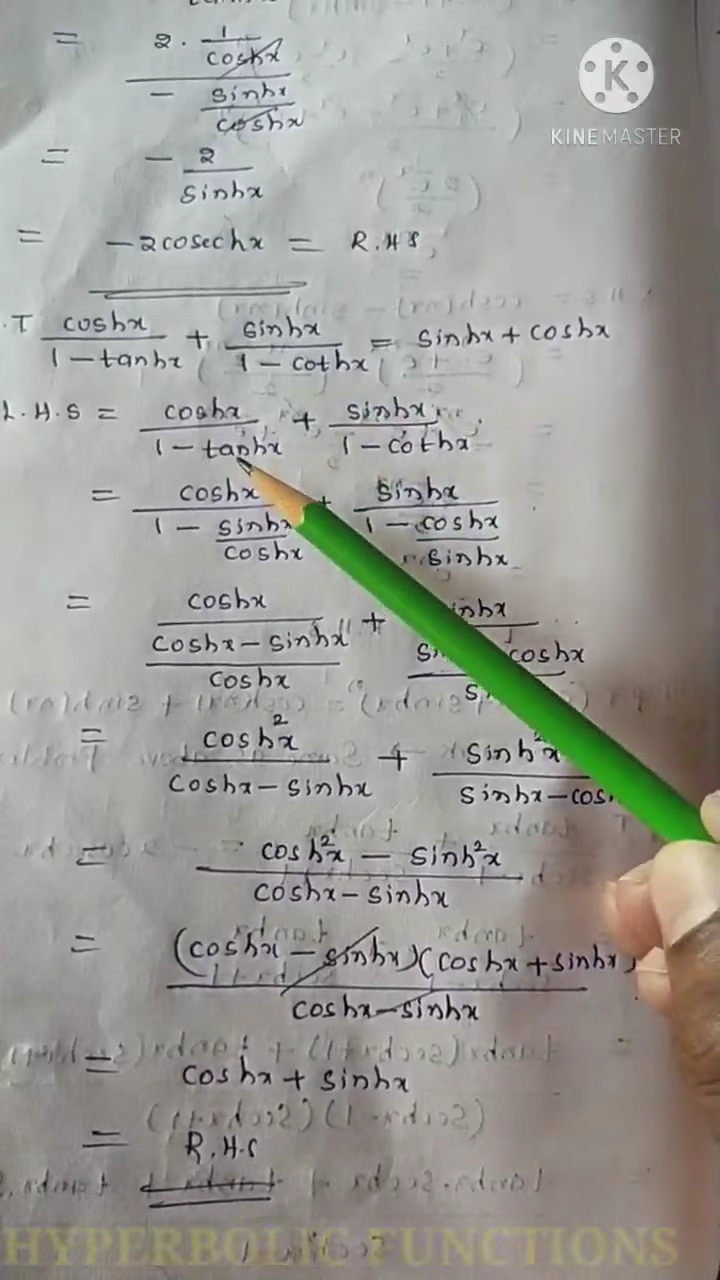 = 2 · 1/coshx / - sinhx/coshx
K
KINEMASTER
= - 2/sinhx
= -2cosechx = R.H.S,
.T coshx/1-tanhx + sinhx/1-cothx = sinhx + coshx
L.H.S = coshx/1-tanhx + sinhx/1-cothx
= coshx/1 - sinhx/coshx + sinhx/1 - coshx/sinhx
= coshx / coshx - sinhx/coshx +
= cosh²x/coshx - sinhx + sinh²x/sinhx -
= cosh²x - sinh²x / coshx - sinhx
= (coshx - sinhx)(coshx + sinhx) / coshx - sinhx
= coshx + sinhx
= R.H.S
HYPERBOLIC FUNCTIONS